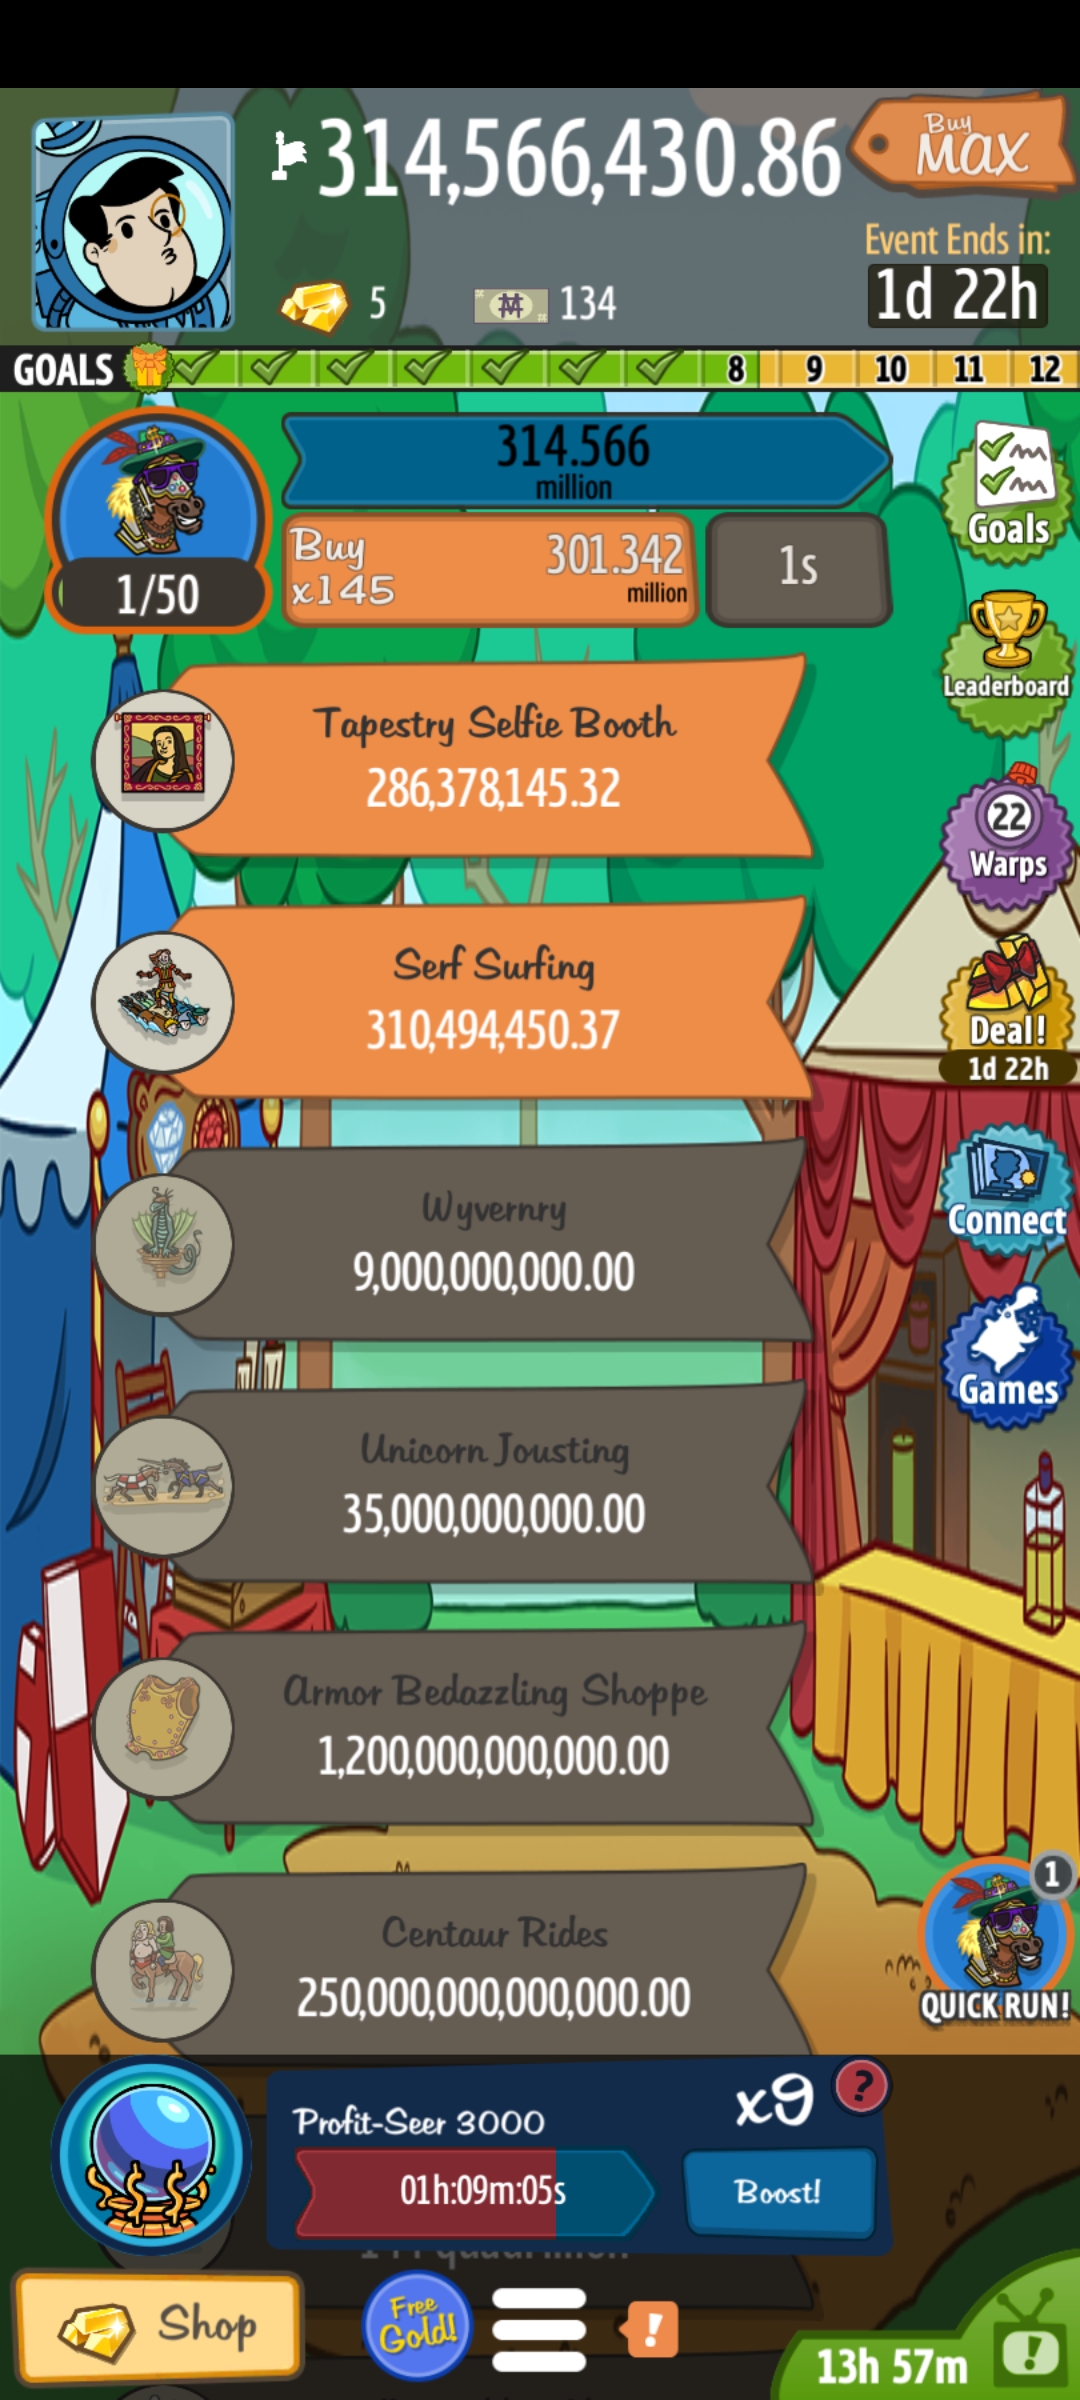 314,566,430.86
Buy
MAX
Event Ends in:
1d 22h
5
134
GOALS
8 9 10 11 12
314.566
million
1/50
Buy
x145
301.342
million
1s
Goals
Leaderboard
Tapestry Selfie Booth
286,378,145.32
22
Warps
Serf Surfing
310,494,450.37
Deal!
1d 22h
Wyvernry
9,000,000,000.00
Connect
Games
Unicorn Jousting
35,000,000,000.00
Armor Bedazzling Shoppe
1,200,000,000,000.00
Centaur Rides
250,000,000,000,000.00
1
QUICK RUN!
Profit-Seer 3000
x9
?
01h:09m:05s
Boost!
Shop
Free
Gold!
!
13h 57m
!